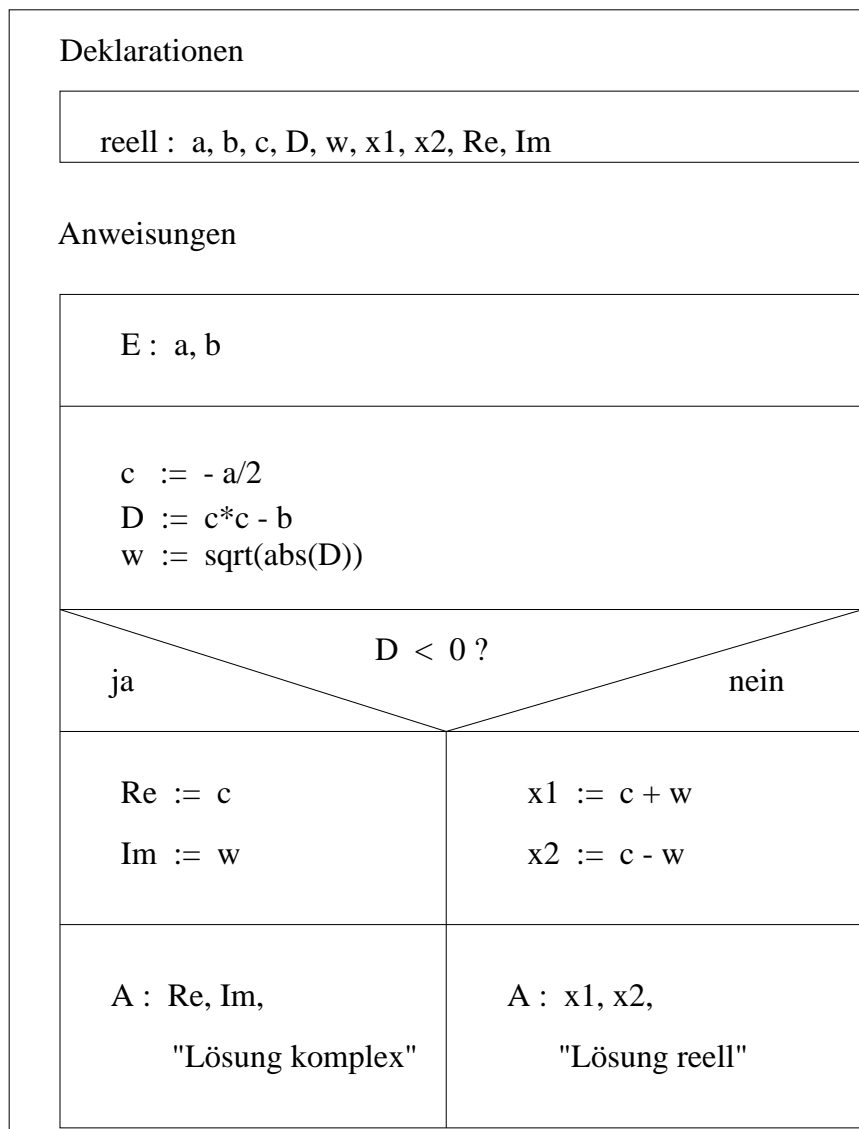 Deklarationen
reell : a, b, c, D, w, x1, x2, Re, Im
Anweisungen
E : a, b
c := - a/2
D := c*c - b
w := sqrt(abs(D))
D < 0 ?
ja
nein
Re := c
Im := w
x1 := c + w
x2 := c - w
A : Re, Im,
"Lösung komplex"
A : x1, x2,
"Lösung reell"